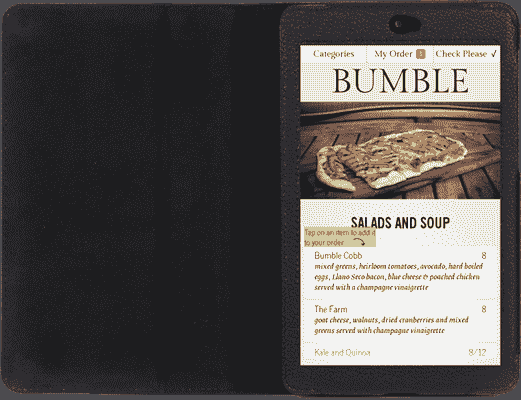 Categories My Order 1 Check Please ✓
BUMBLE
SALADS AND SOUP
Tap on an item to add it
to your order
Bumble Cobb 8
mixed greens, heirloom tomatoes, avocado, hard boiled
eggs, Llano Seco bacon, blue cheese & poached chicken
served with a champagne vinaigrette
The Farm 8
goat cheese, walnuts, dried cranberries and mixed
greens served with a champagne vinaigrette
Kale and Quinoa 8/12